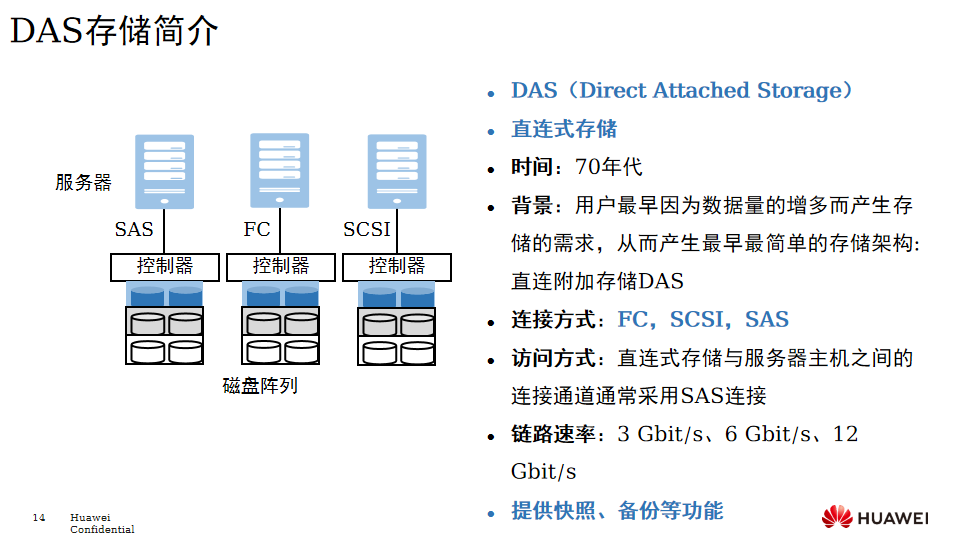 DAS存储简介
服务器
SAS
FC
SCSI
控制器
控制器
控制器
磁盘阵列
• DAS（Direct Attached Storage）
• 直连式存储
• 时间：70年代
• 背景：用户最早因为数据量的增多而产生存
储的需求，从而产生最早最简单的存储架构:
直连附加存储DAS
• 连接方式：FC，SCSI，SAS
• 访问方式：直连式存储与服务器主机之间的
连接通道通常采用SAS连接
• 链路速率：3 Gbit/s、6 Gbit/s、12
Gbit/s
• 提供快照、备份等功能
14
Huawei
Confidential
HUAWEI